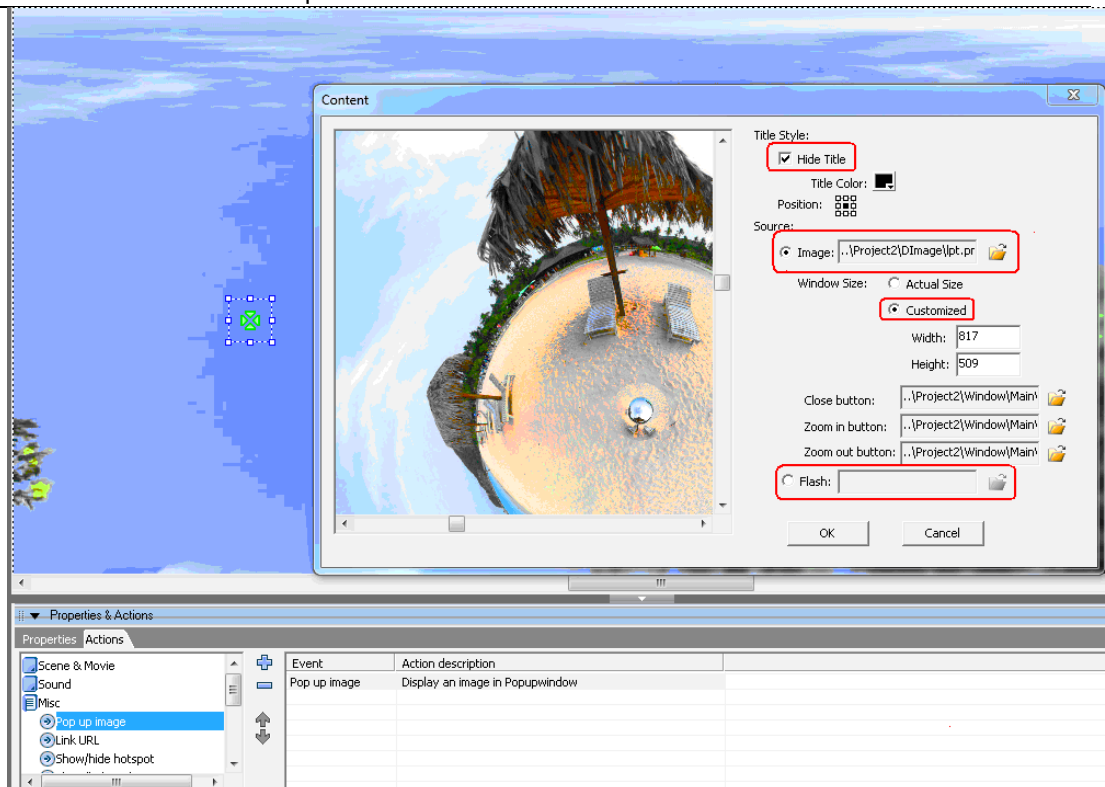 Content
Title Style:
Hide Title
Title Color:
Position:
Source:
Image: ..\Project2\DImage\lpt.pr
Window Size: Actual Size
Customized
Width: 817
Height: 509
Close button: ..\Project2\Window\Main\
Zoom in button: ..\Project2\Window\Main\
Zoom out button: ..\Project2\Window\Main\
Flash:
OK Cancel
Properties & Actions
Properties Actions
Scene & Movie
Sound
Misc
Pop up image
Link URL
Show/hide hotspot
Event Action description
Pop up image Display an image in Popupwindow